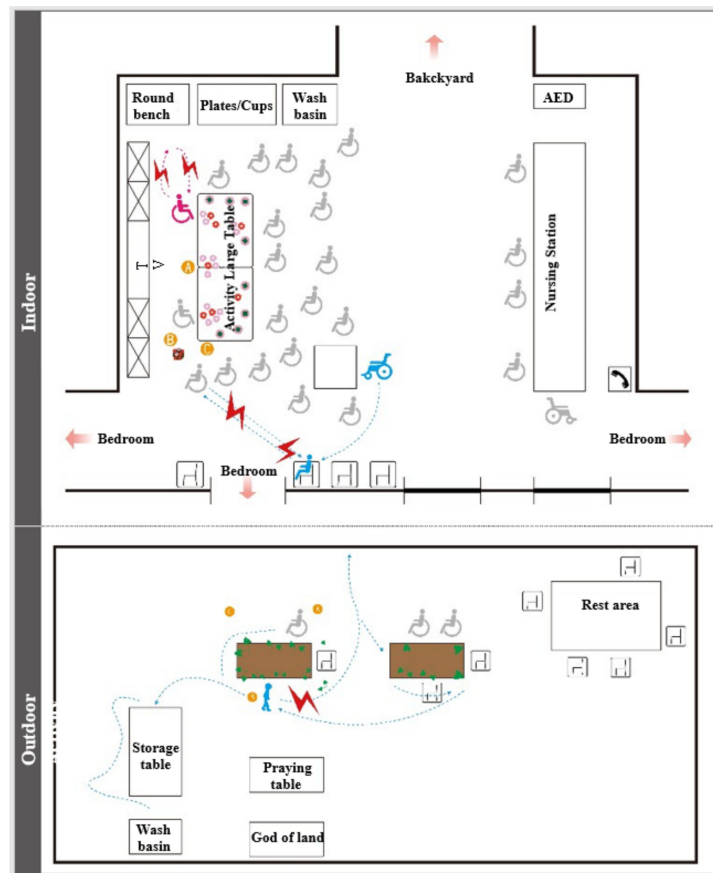 Indoor
Bakckyard
Round
bench
Plates/Cups
Wash
basin
AED
T V
A
Activity Large Table
B
C
Nursing Station
Bedroom
Bedroom
Bedroom
Outdoor
Rest area
Storage
table
Praying
table
Wash
basin
God of land